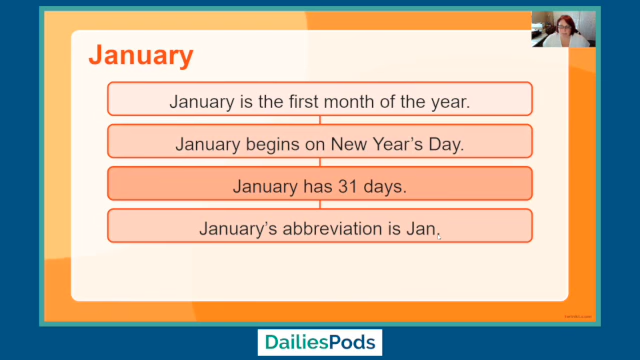 January
January is the first month of the year.
January begins on New Year's Day.
January has 31 days.
January's abbreviation is Jan.
DailiesPods